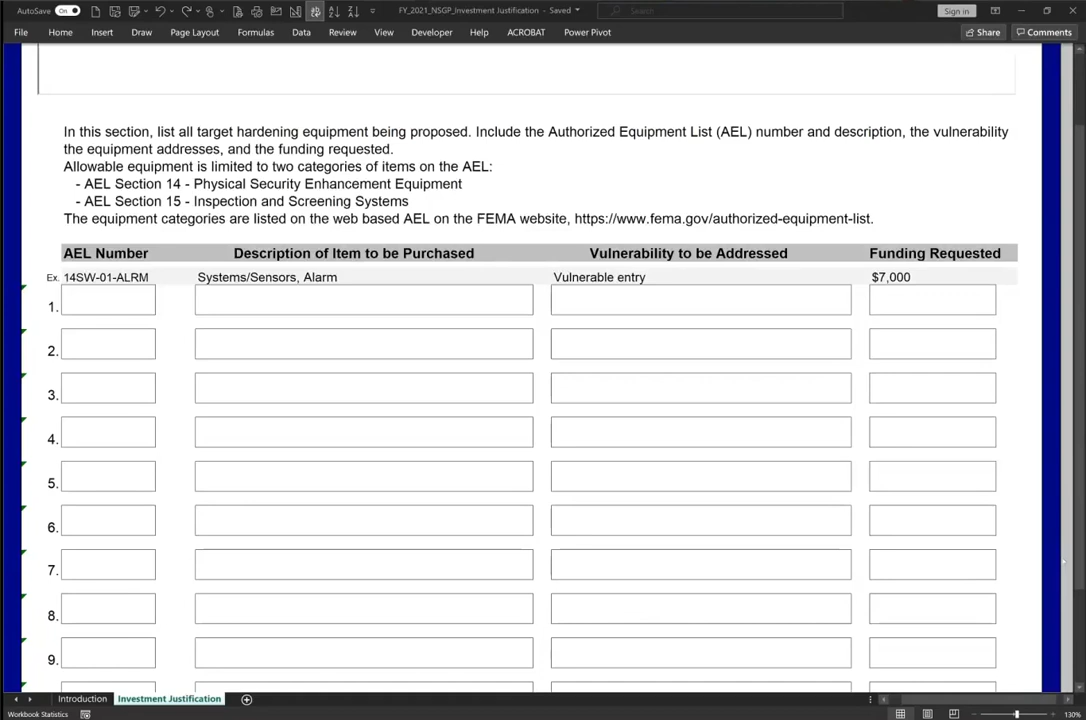 AutoSave On FY_2021_NSGP_Investment Justification - Saved Search Sign in
File Home Insert Draw Page Layout Formulas Data Review View Developer Help ACROBAT Power Pivot Share Comments
In this section, list all target hardening equipment being proposed. Include the Authorized Equipment List (AEL) number and description, the vulnerability
the equipment addresses, and the funding requested.
Allowable equipment is limited to two categories of items on the AEL:
- AEL Section 14 - Physical Security Enhancement Equipment
- AEL Section 15 - Inspection and Screening Systems
The equipment categories are listed on the web based AEL on the FEMA website, https://www.fema.gov/authorized-equipment-list.
AEL Number Description of Item to be Purchased Vulnerability to be Addressed Funding Requested
Ex. 14SW-01-ALRM Systems/Sensors, Alarm Vulnerable entry $7,000
1.
2.
3.
4.
5.
6.
7.
8.
9.
Introduction Investment Justification
Workbook Statistics 130%